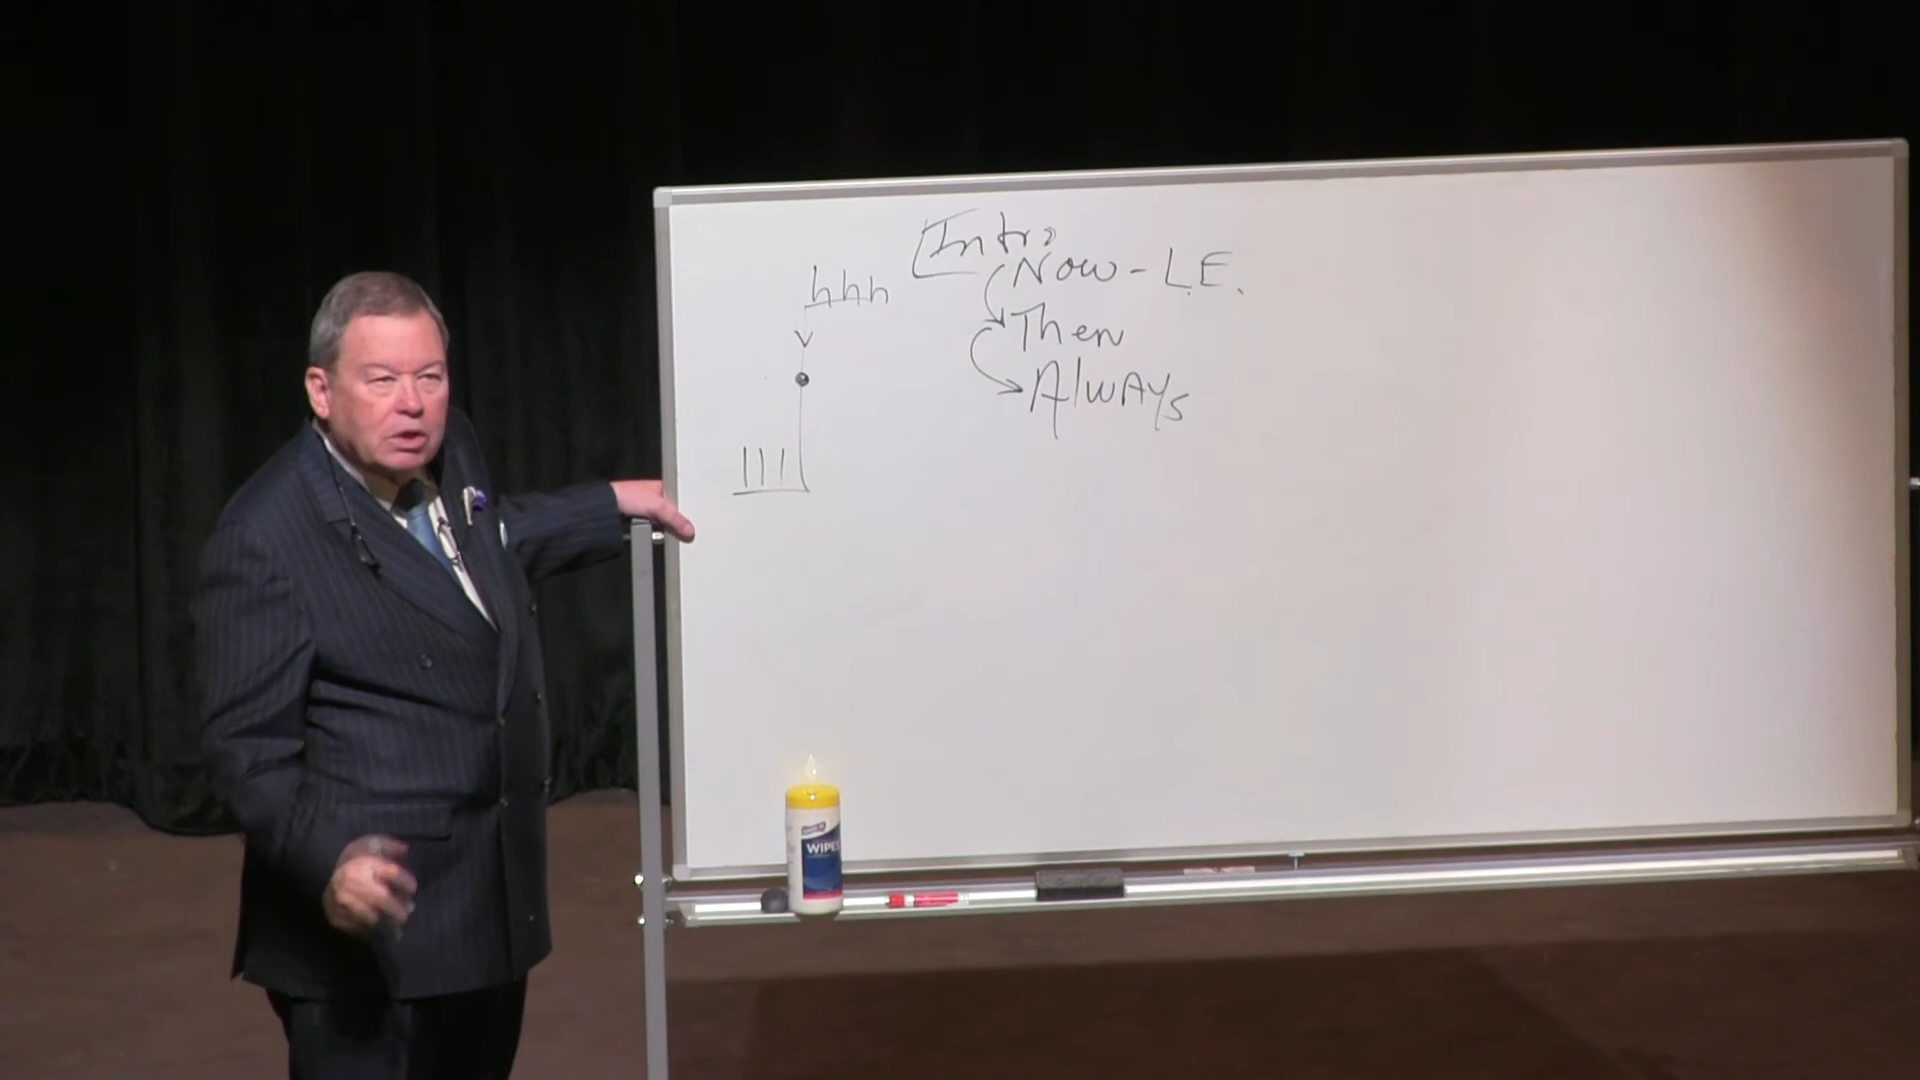 Intro
Now - L.E.
Then
Always
hhh
WIPES